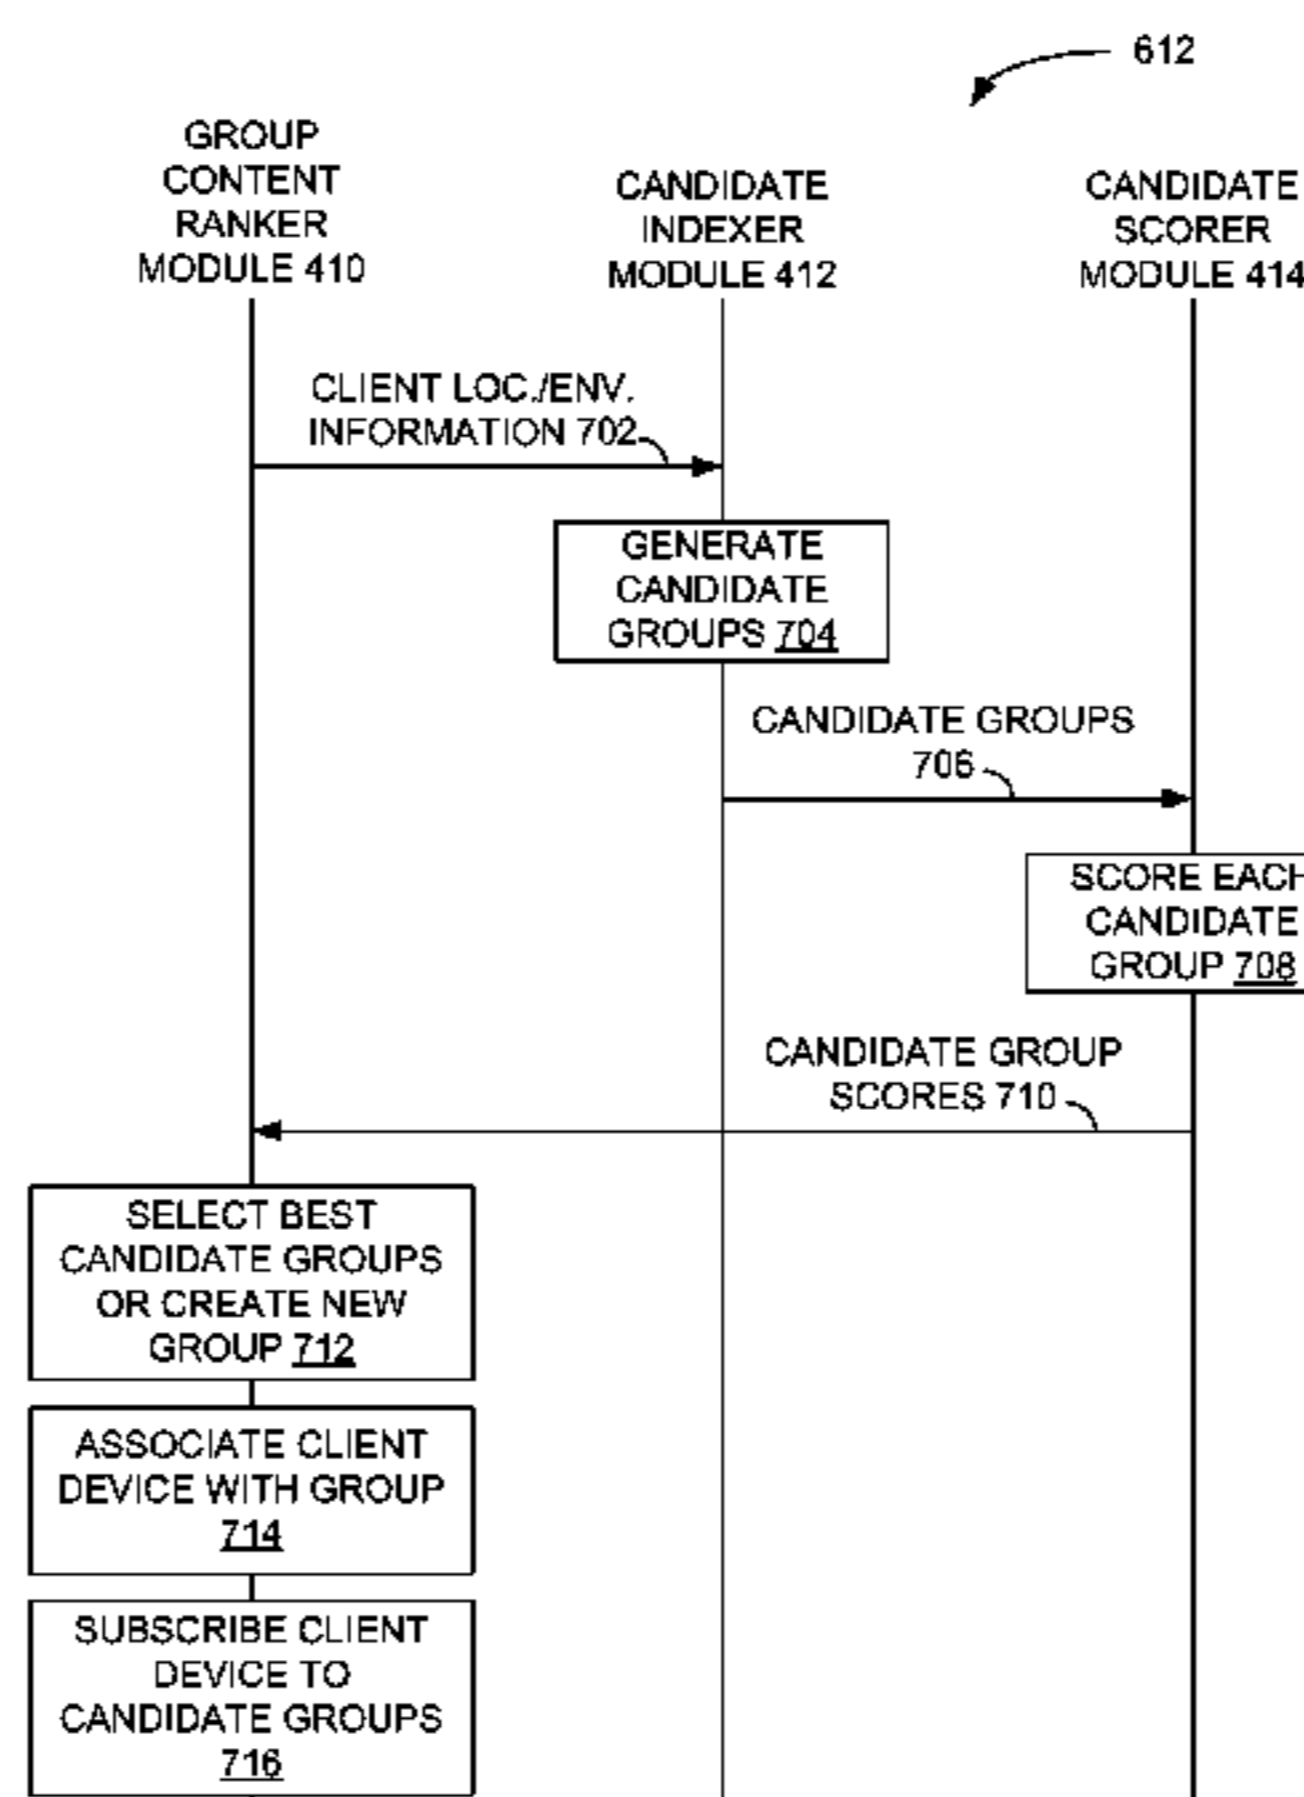 612
GROUP
CONTENT
RANKER
MODULE 410
CANDIDATE
INDEXER
MODULE 412
CANDIDATE
SCORER
MODULE 414
CLIENT LOC./ENV.
INFORMATION 702
GENERATE
CANDIDATE
GROUPS 704
CANDIDATE GROUPS
706
SCORE EACH
CANDIDATE
GROUP 708
CANDIDATE GROUP
SCORES 710
SELECT BEST
CANDIDATE GROUPS
OR CREATE NEW
GROUP 712
ASSOCIATE CLIENT
DEVICE WITH GROUP
714
SUBSCRIBE CLIENT
DEVICE TO
CANDIDATE GROUPS
716